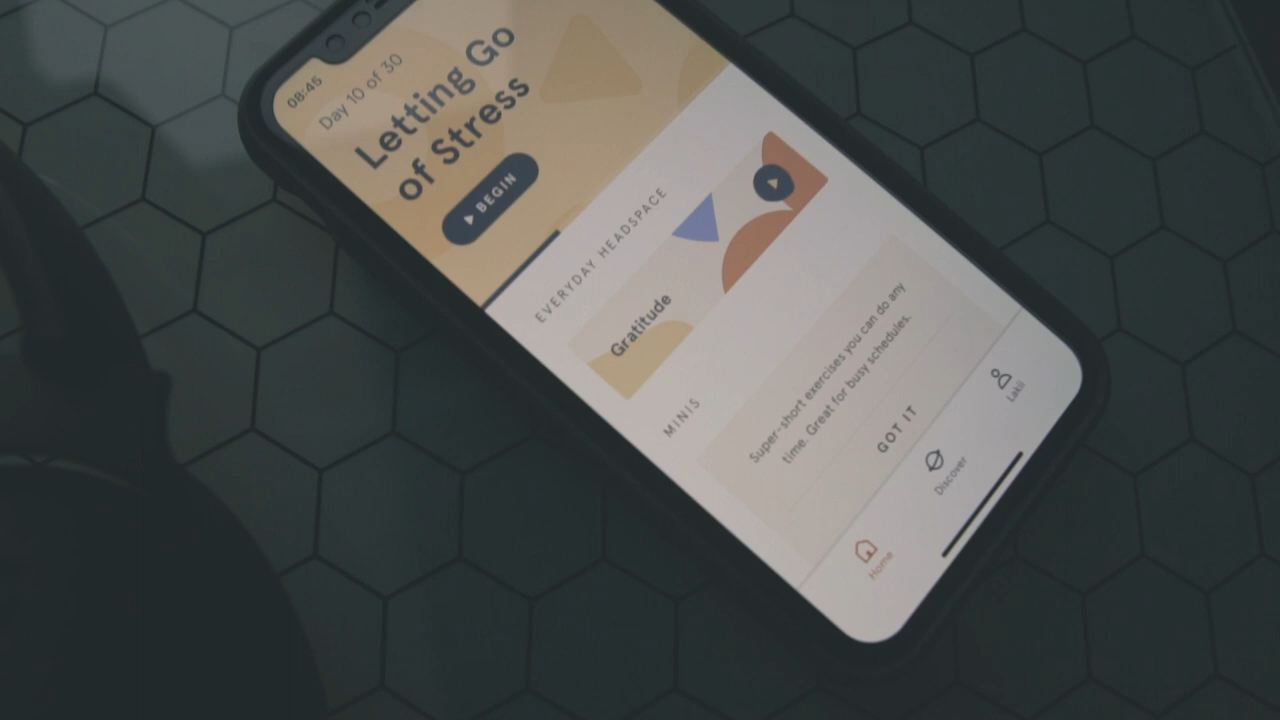 08:45
Day 10 of 30
Letting Go
of Stress
BEGIN
EVERYDAY HEADSPACE
Gratitude
MINIS
Super-short exercises you can do any
time. Great for busy schedules.
GOT IT
Home
Discover
Lakii